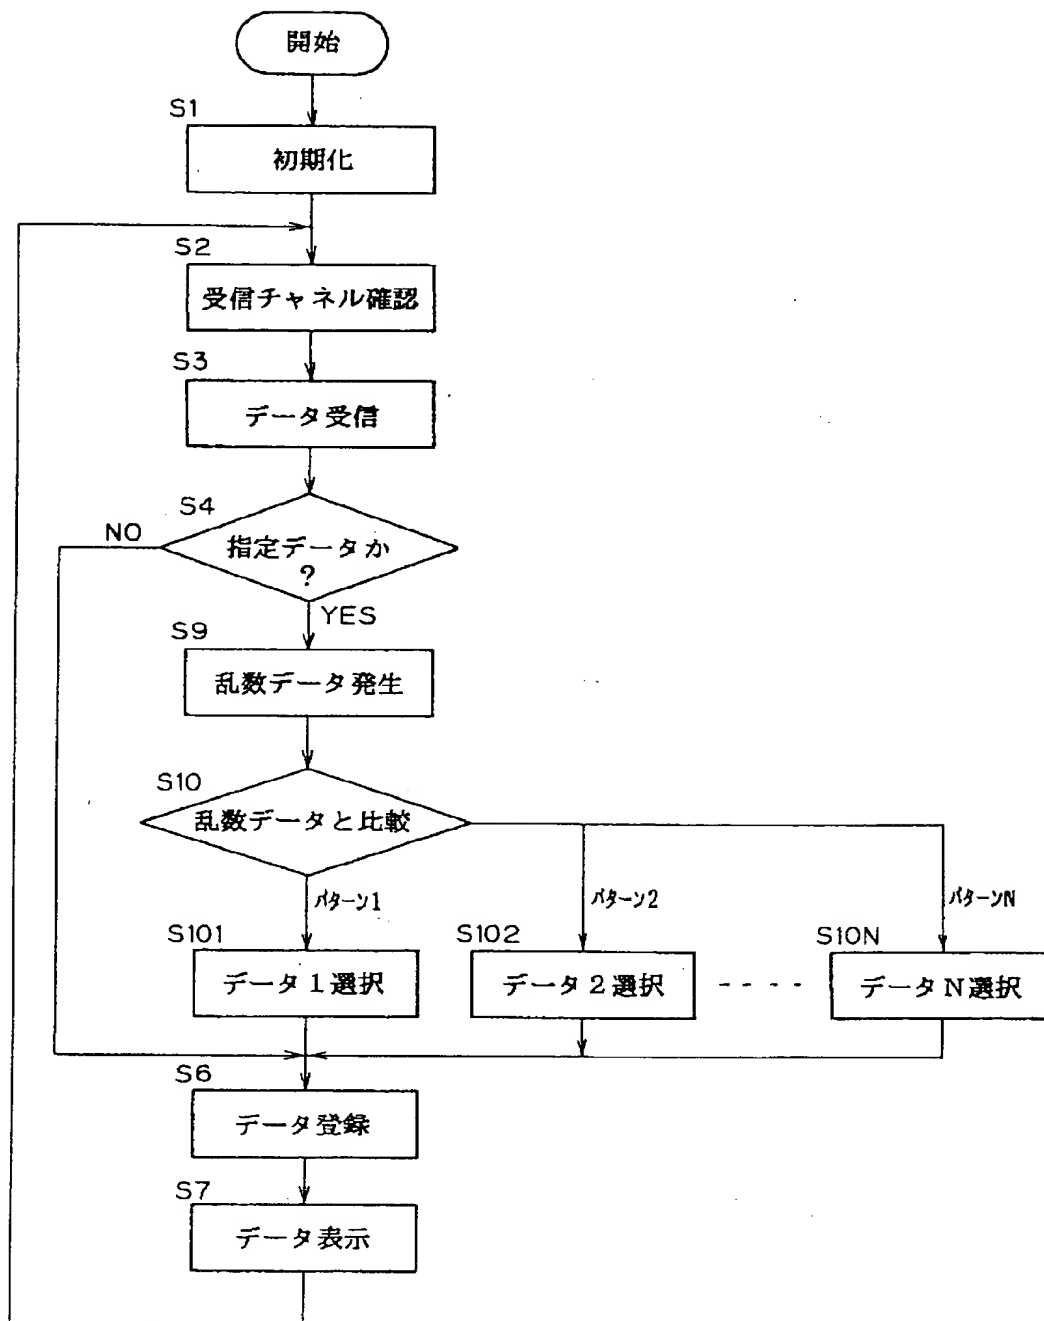 開始
S1
初期化
S2
受信チャネル確認
S3
データ受信
S4
NO
指定データか
?
YES
S9
乱数データ発生
S10
乱数データと比較
パターン1
パターン2
パターンN
S101
S102
S10N
データ1選択
データ2選択
データN選択
S6
データ登録
S7
データ表示